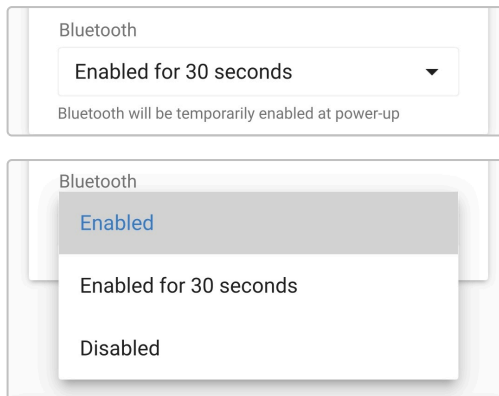 Bluetooth
Enabled for 30 seconds
Bluetooth will be temporarily enabled at power-up
Bluetooth
Enabled
Enabled for 30 seconds
Disabled